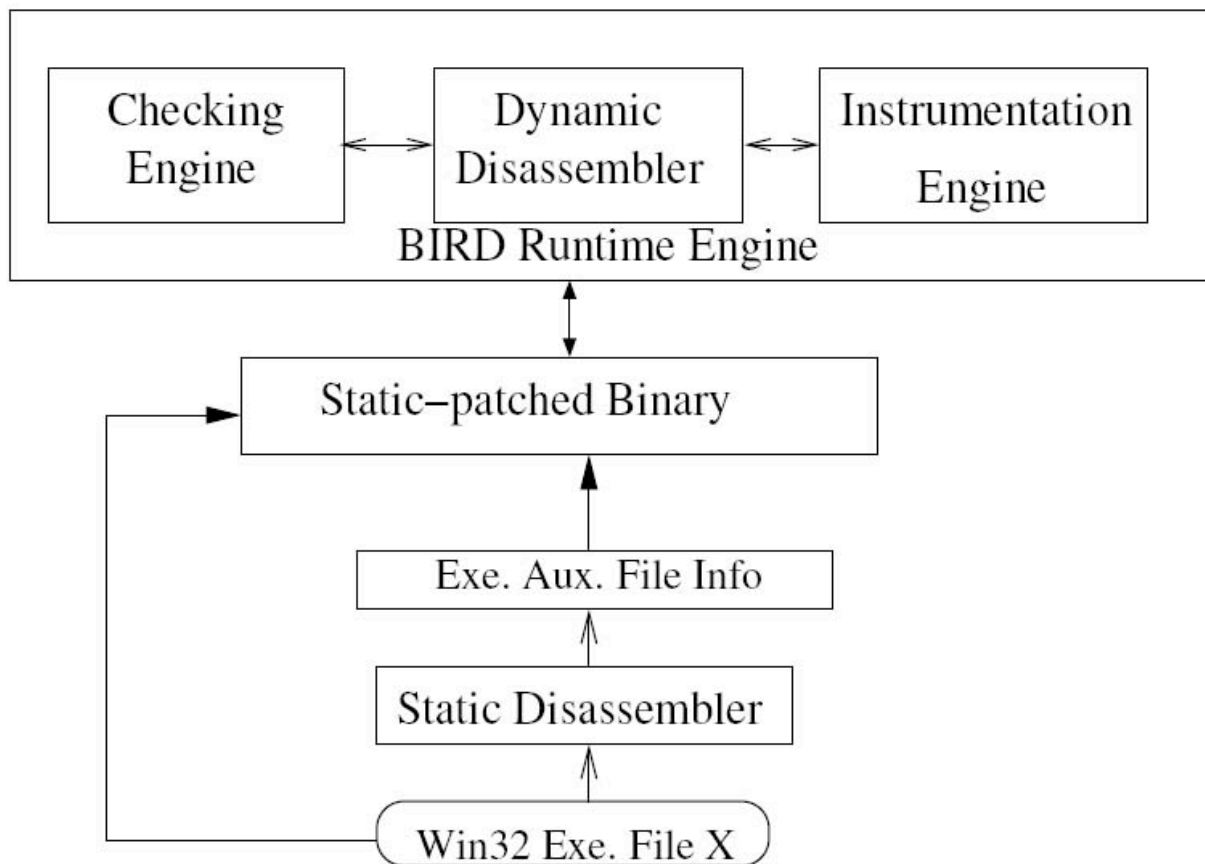 Checking
Engine
Dynamic
Disassembler
Instrumentation
Engine
BIRD Runtime Engine
Static–patched Binary
Exe. Aux. File Info
Static Disassembler
Win32 Exe. File X